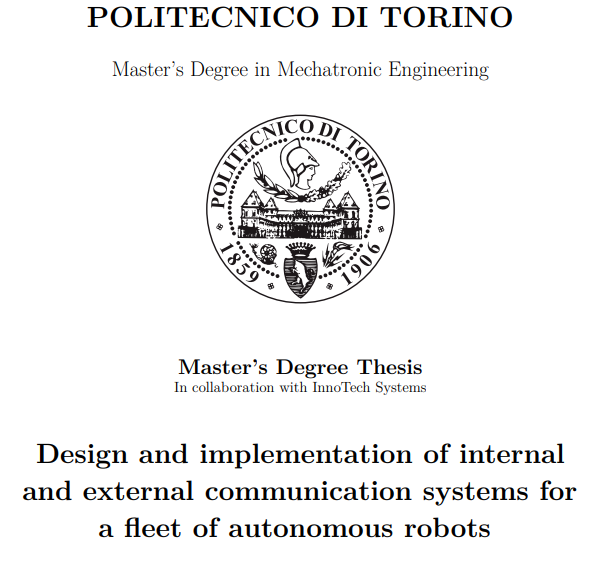 POLITECNICO DI TORINO
Master's Degree in Mechatronic Engineering
POLITECNICO DI TORINO
1859 1906
Master's Degree Thesis
In collaboration with InnoTech Systems
Design and implementation of internal
and external communication systems for
a fleet of autonomous robots